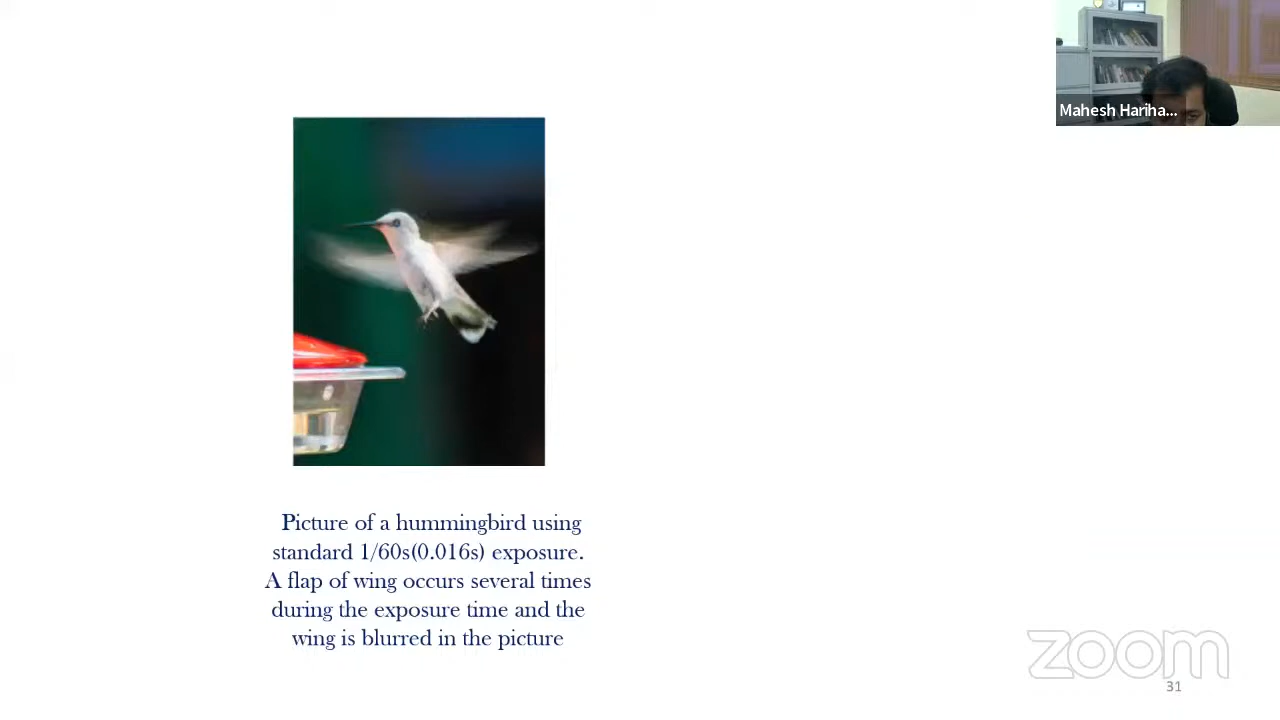 Mahesh Hariha...
Picture of a hummingbird using
standard 1/60s(0.016s) exposure.
A flap of wing occurs several times
during the exposure time and the
wing is blurred in the picture
zoom
31